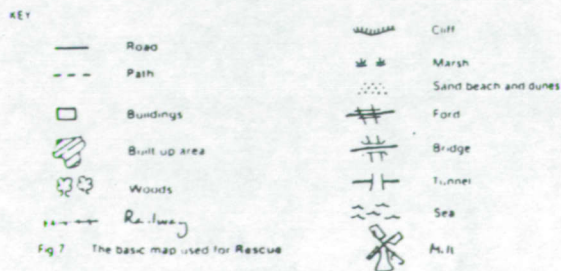 KEY
Road
Path
Buildings
Built up area
Woods
Railway
Fig.7 The basic map used for Rescue
Cliff
Marsh
Sand beach and dunes
Ford
Bridge
Tunnel
Sea
Mill